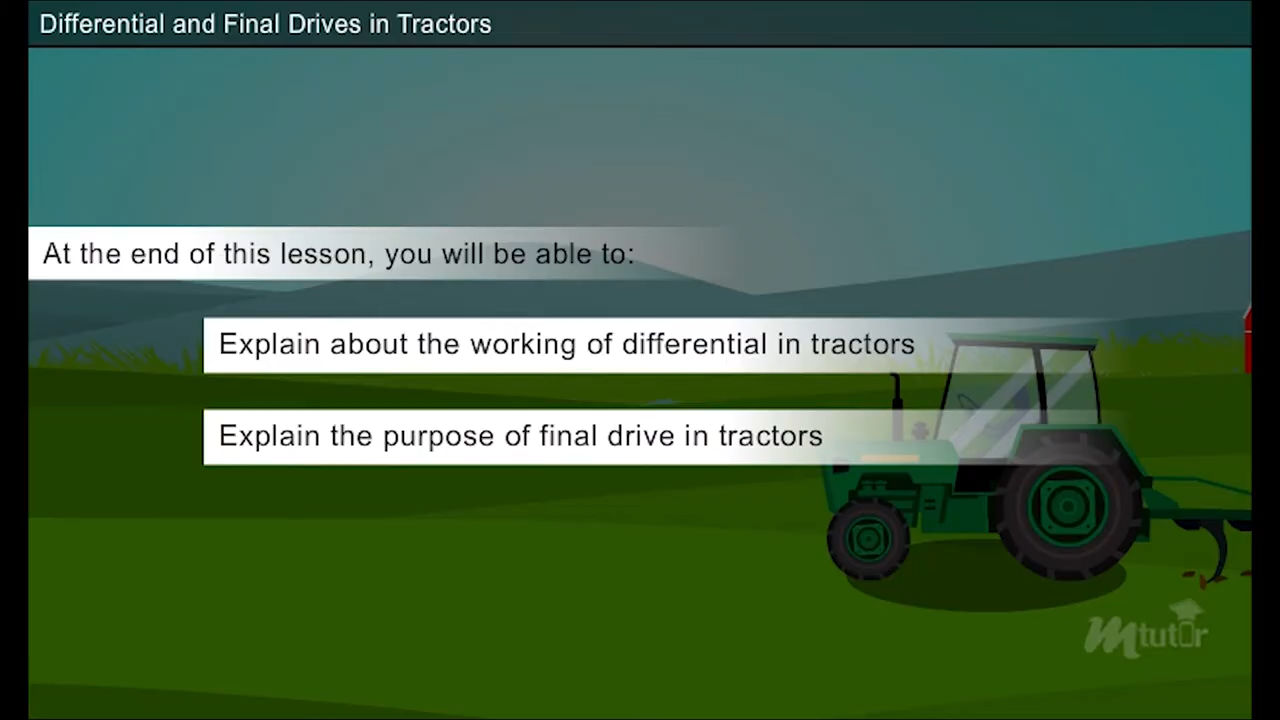 Differential and Final Drives in Tractors
At the end of this lesson, you will be able to:
Explain about the working of differential in tractors
Explain the purpose of final drive in tractors
Mtutor